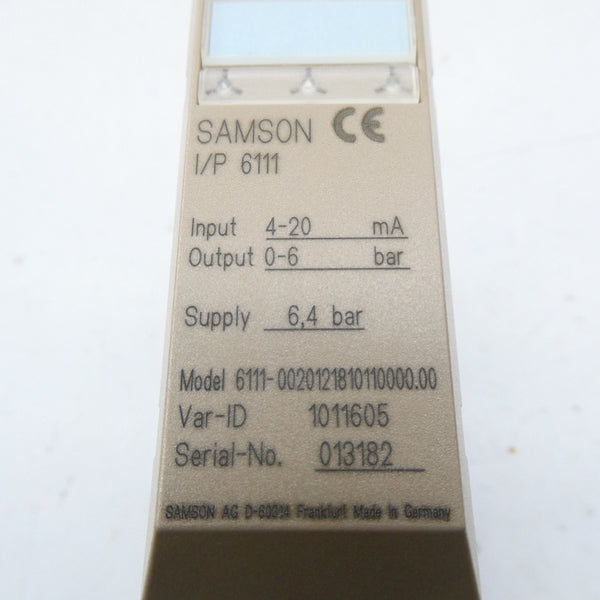 SAMSON CE
I/P 6111
Input 4-20 mA
Output 0-6 bar
Supply 6,4 bar
Model 6111-0020121810110000.00
Var-ID 1011605
Serial-No. 013182
SAMSON AG D-60314 Frankfurt Made in Germany